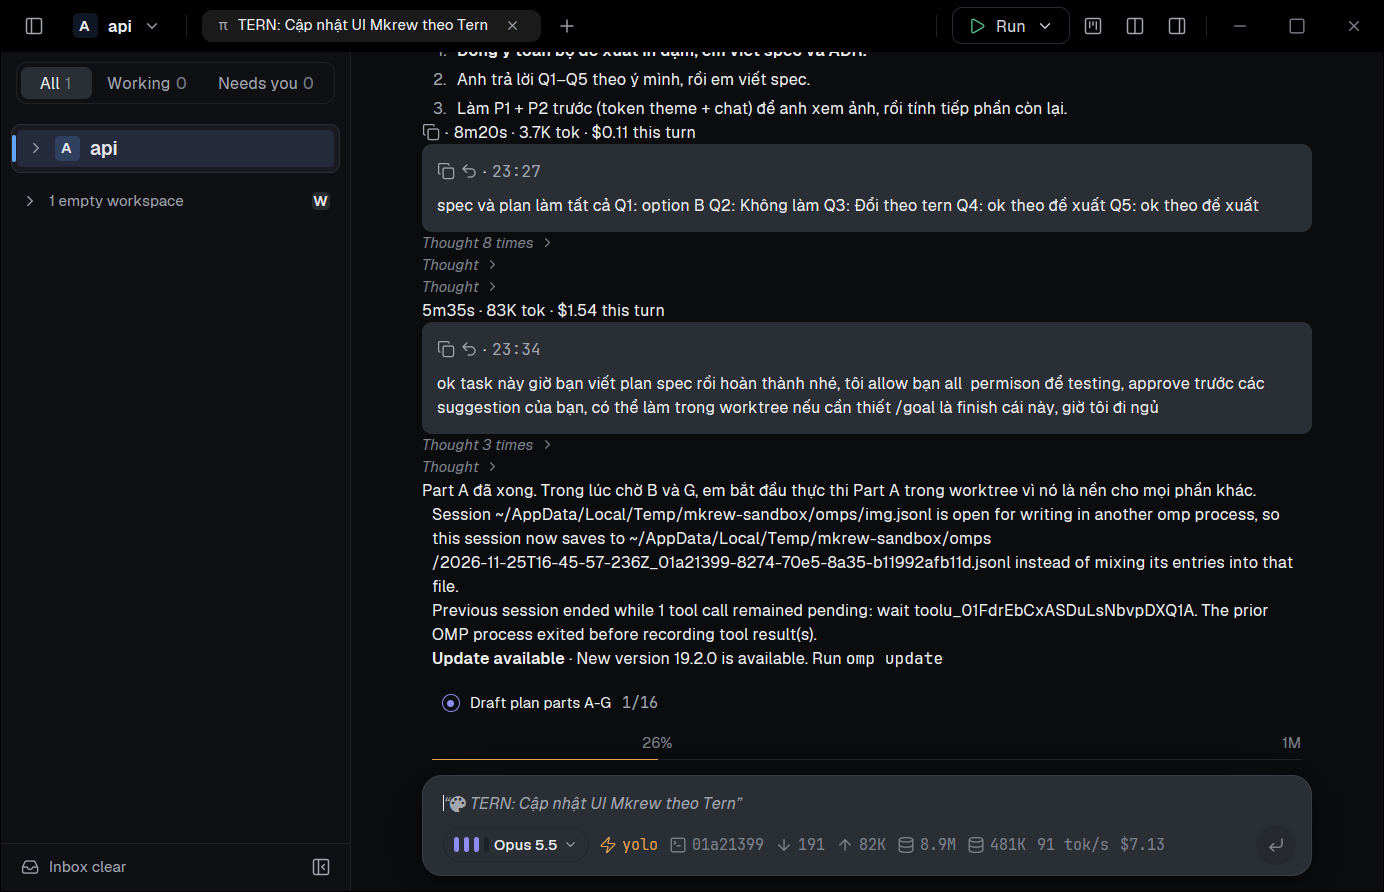 A api
π TERN: Cập nhật UI Mkrew theo Tern
Run
All 1
Working 0
Needs you 0
A api
1 empty workspace
W
Inbox clear
1. Đồng ý toàn bộ đề xuất in đậm, em viết spec và ADR.
2. Anh trả lời Q1–Q5 theo ý mình, rồi em viết spec.
3. Làm P1 + P2 trước (token theme + chat) để anh xem ảnh, rồi tính tiếp phần còn lại.
· 8m20s · 3.7K tok · $0.11 this turn
· 23:27
spec và plan làm tất cả Q1: option B Q2: Không làm Q3: Đổi theo tern Q4: ok theo đề xuất Q5: ok theo đề xuất
Thought 8 times
Thought
Thought
5m35s · 83K tok · $1.54 this turn
· 23:34
ok task này giờ bạn viết plan spec rồi hoàn thành nhé, tôi allow bạn all  permison để testing, approve trước các
suggestion của bạn, có thể làm trong worktree nếu cần thiết /goal là finish cái này, giờ tôi đi ngủ
Thought 3 times
Thought
Part A đã xong. Trong lúc chờ B và G, em bắt đầu thực thi Part A trong worktree vì nó là nền cho mọi phần khác.
Session ~/AppData/Local/Temp/mkrew-sandbox/omps/img.jsonl is open for writing in another omp process, so
this session now saves to ~/AppData/Local/Temp/mkrew-sandbox/omps
/2026-11-25T16-45-57-236Z_01a21399-8274-70e5-8a35-b11992afb11d.jsonl instead of mixing its entries into that
file.
Previous session ended while 1 tool call remained pending: wait toolu_01FdrEbCxASDuLsNbvpDXQ1A. The prior
OMP process exited before recording tool result(s).
Update available · New version 19.2.0 is available. Run omp update
Draft plan parts A-G 1/16
26%
1M
“🎨 TERN: Cập nhật UI Mkrew theo Tern”
Opus 5.5
yolo
01a21399
↓ 191
↑ 82K
8.9M
481K
91 tok/s
$7.13